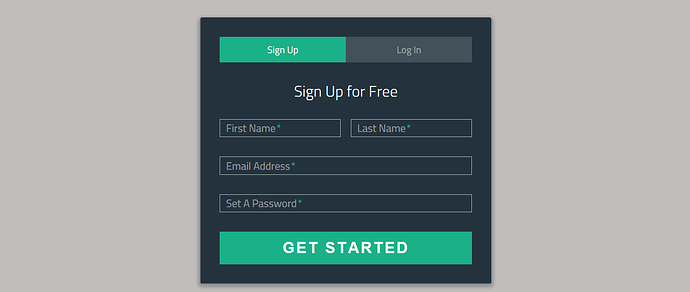 Sign Up Log In
Sign Up for Free
First Name* Last Name*
Email Address*
Set A Password*
GET STARTED